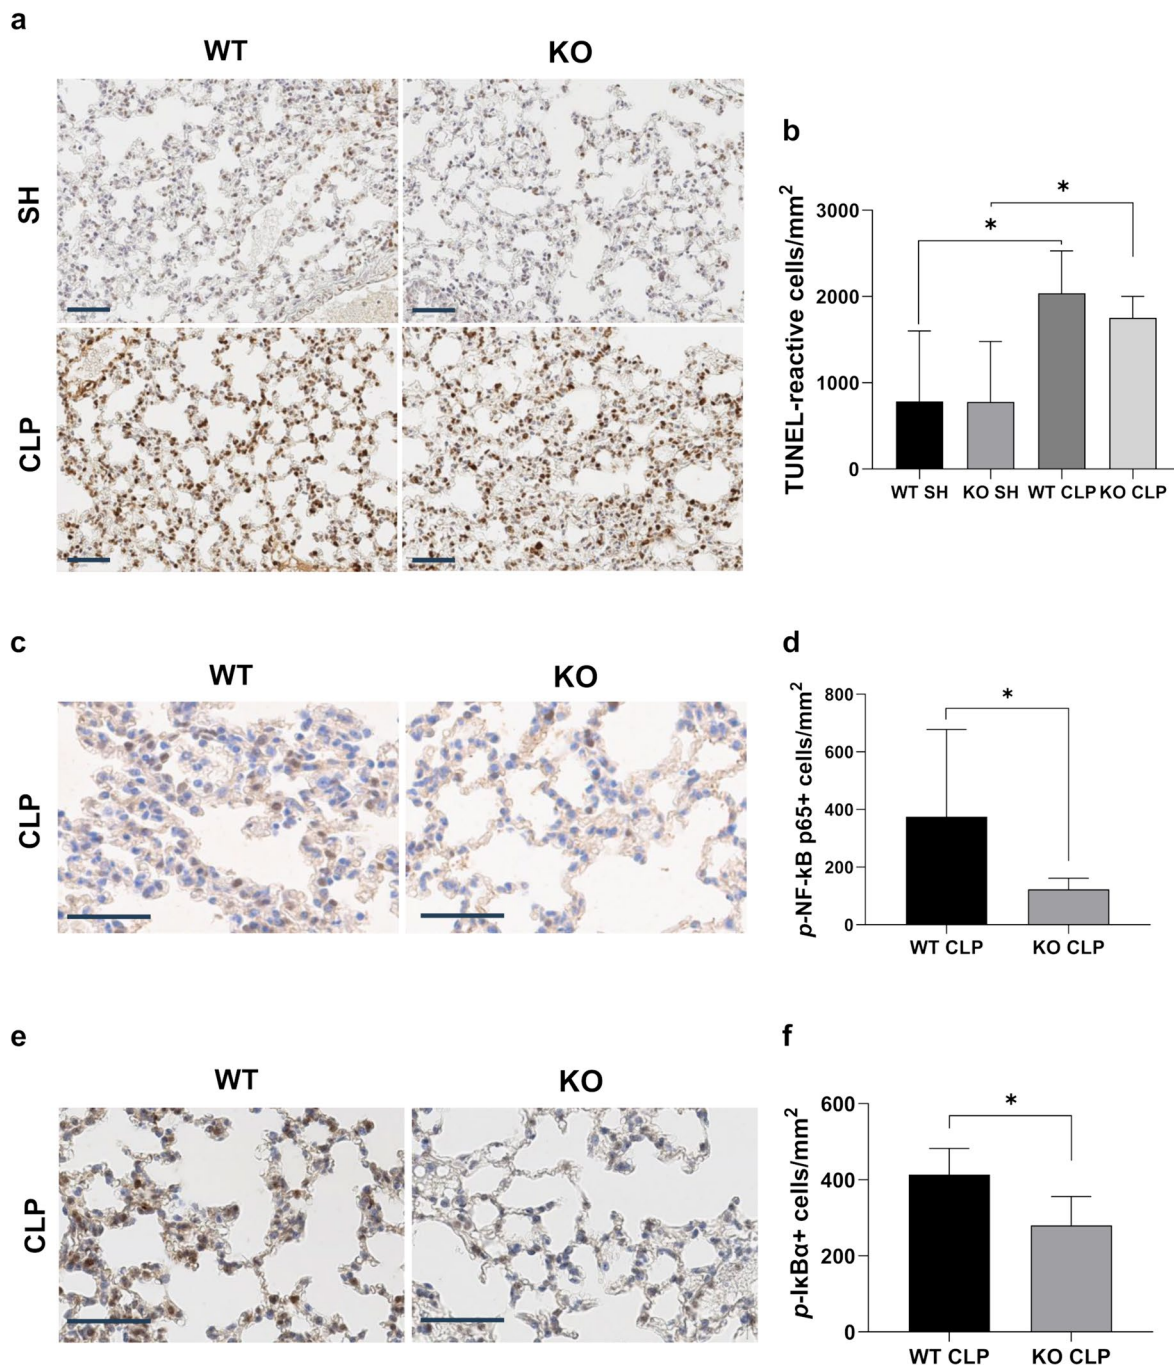 a
WT KO
SH
CLP
b
TUNEL-reactive cells/mm2
3000
2000
1000
0
WT SH KO SH WT CLP KO CLP
*
*
c
WT KO
CLP
d
p-NF-kB p65+ cells/mm2
800
600
400
200
0
WT CLP KO CLP
*
e
WT KO
CLP
f
p-IκBα+ cells/mm2
600
400
200
0
WT CLP KO CLP
*